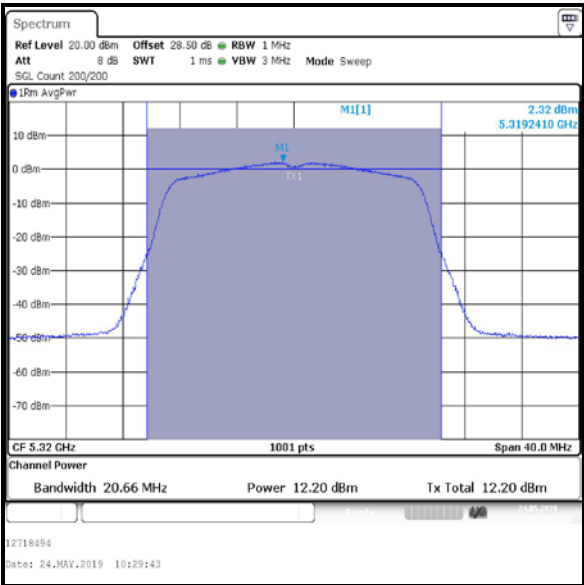 Spectrum
Ref Level 20.00 dBm Offset 28.50 dB RBW 1 MHz
Att 8 dB SWT 1 ms VBW 3 MHz Mode Sweep
SGL Count 200/200
1Rm AvgPwr
M1[1] 2.32 dBm
5.3192410 GHz
10 dBm
M1
0 dBm
TX1
-10 dBm
-20 dBm
-30 dBm
-40 dBm
-50 dBm
-60 dBm
-70 dBm
CF 5.32 GHz 1001 pts Span 40.0 MHz
Channel Power
Bandwidth 20.66 MHz Power 12.20 dBm Tx Total 12.20 dBm
Ready 24.05.2019
12718494
Date: 24.MAY.2019 10:29:43